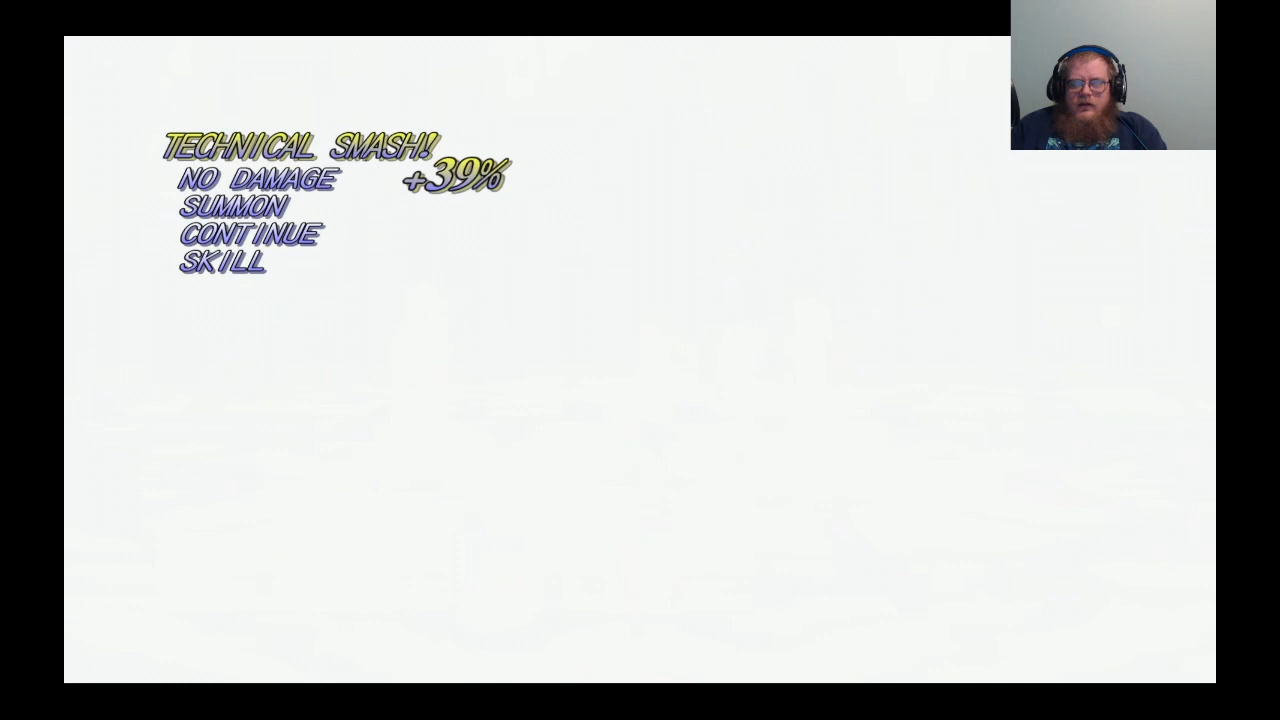 TECHNICAL SMASH!
NO DAMAGE +39%
SUMMON
CONTINUE
SKILL